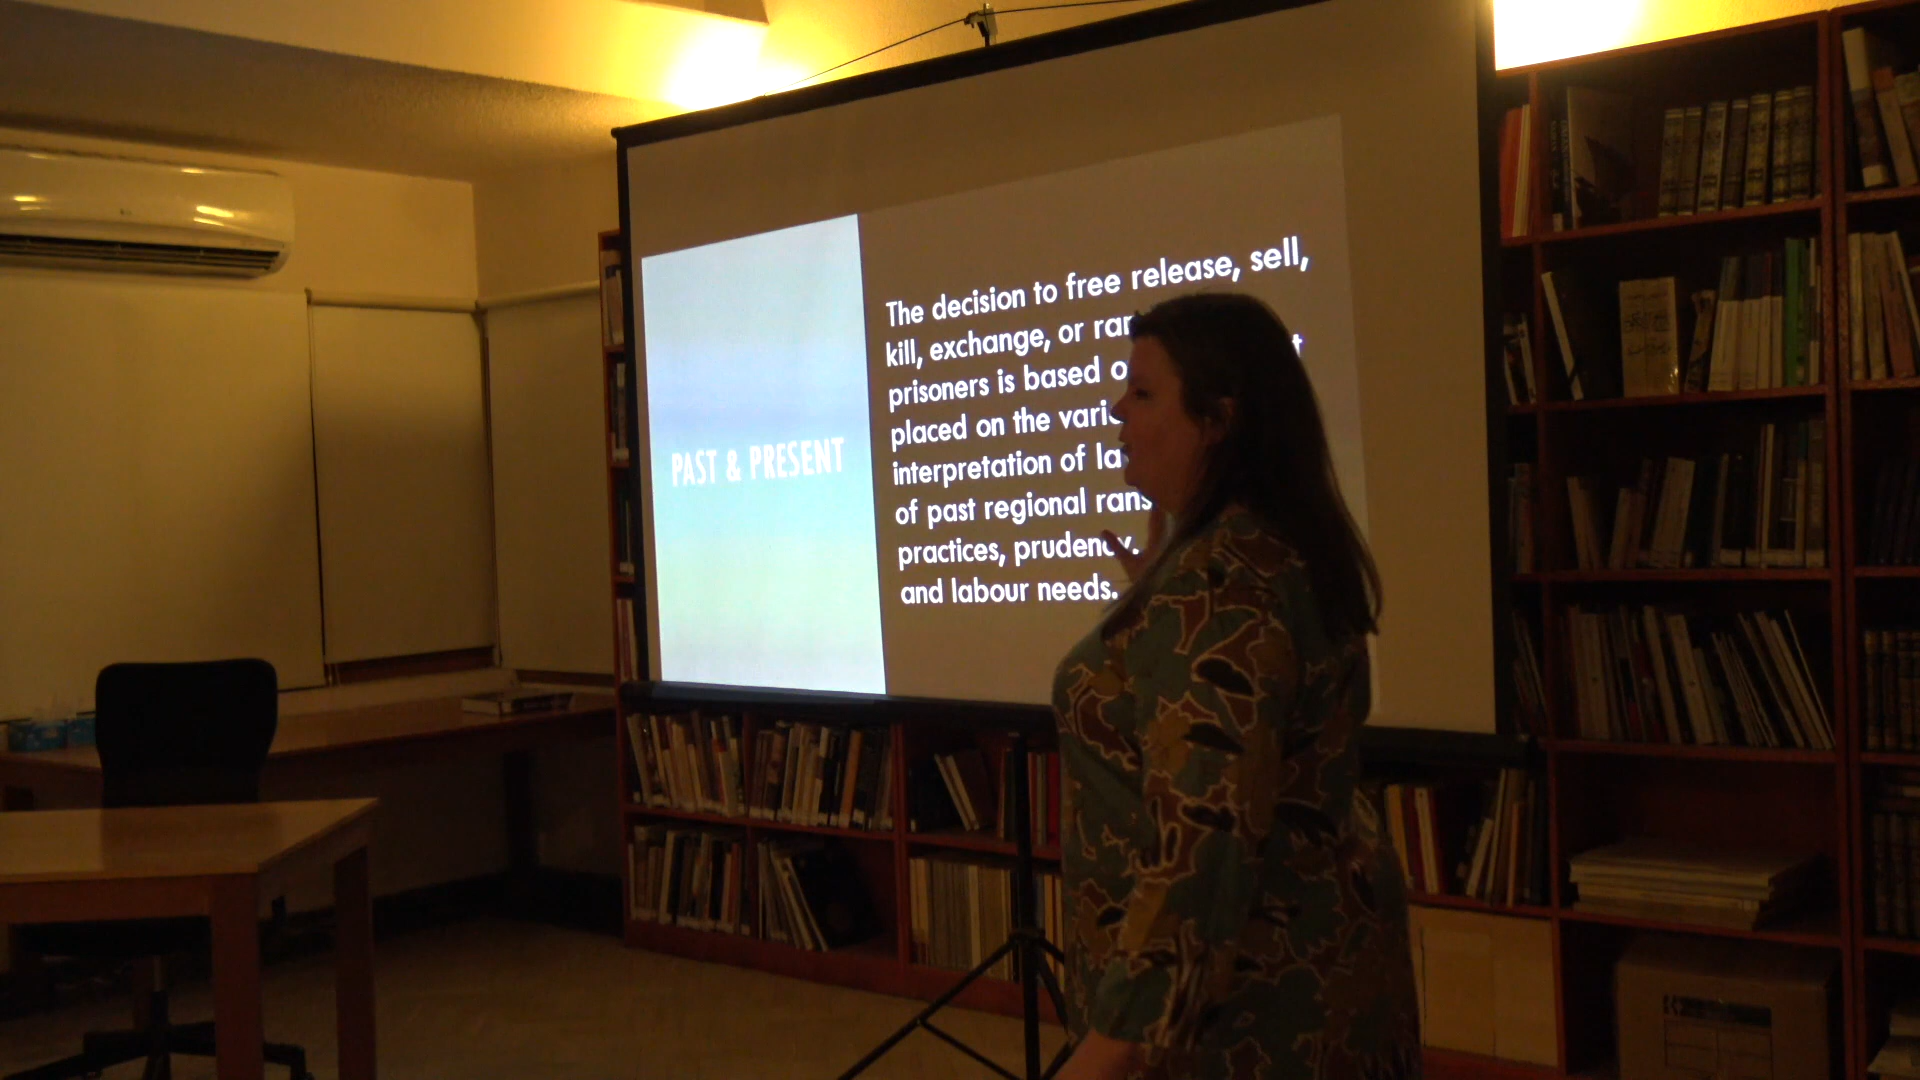 PAST & PRESENT
The decision to free release, sell,
kill, exchange, or
prisoners is based
placed on the
interpretation of
of past regional
practices, prudency.
and labour needs.